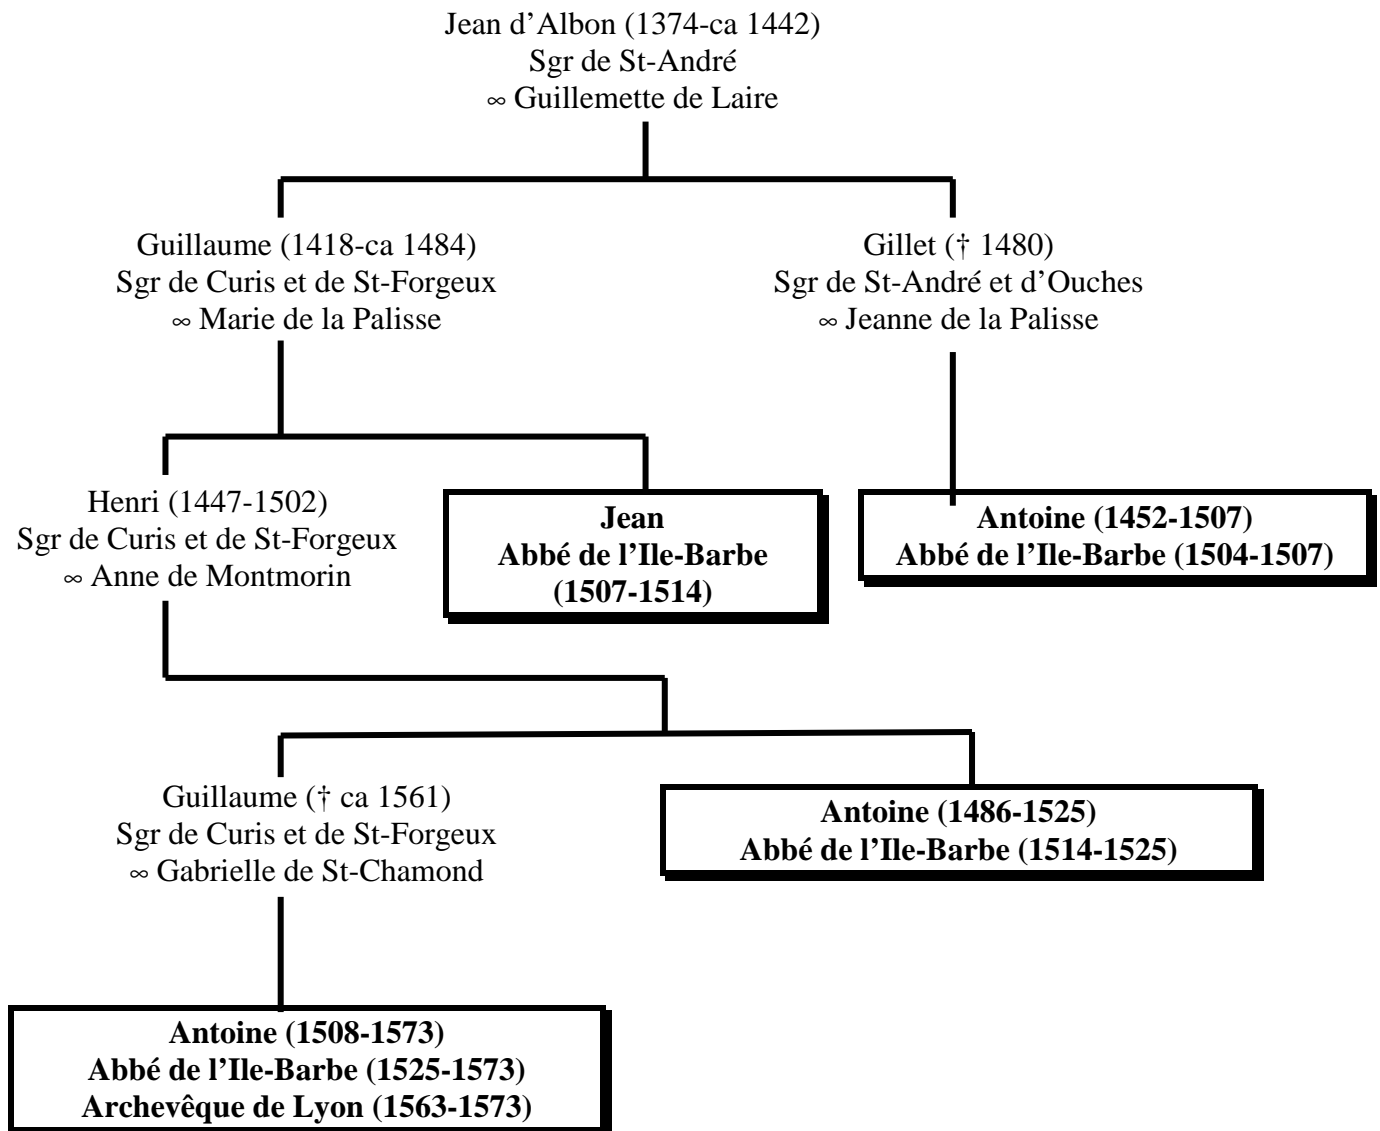 Jean d’Albon (1374-ca 1442)
Sgr de St-André
∞ Guillemette de Laire
Guillaume (1418-ca 1484)
Sgr de Curis et de St-Forgeux
∞ Marie de la Palisse
Gillet († 1480)
Sgr de St-André et d’Ouches
∞ Jeanne de la Palisse
Henri (1447-1502)
Sgr de Curis et de St-Forgeux
∞ Anne de Montmorin
Jean
Abbé de l’Ile-Barbe
(1507-1514)
Antoine (1452-1507)
Abbé de l’Ile-Barbe (1504-1507)
Guillaume († ca 1561)
Sgr de Curis et de St-Forgeux
∞ Gabrielle de St-Chamond
Antoine (1486-1525)
Abbé de l’Ile-Barbe (1514-1525)
Antoine (1508-1573)
Abbé de l’Ile-Barbe (1525-1573)
Archevêque de Lyon (1563-1573)